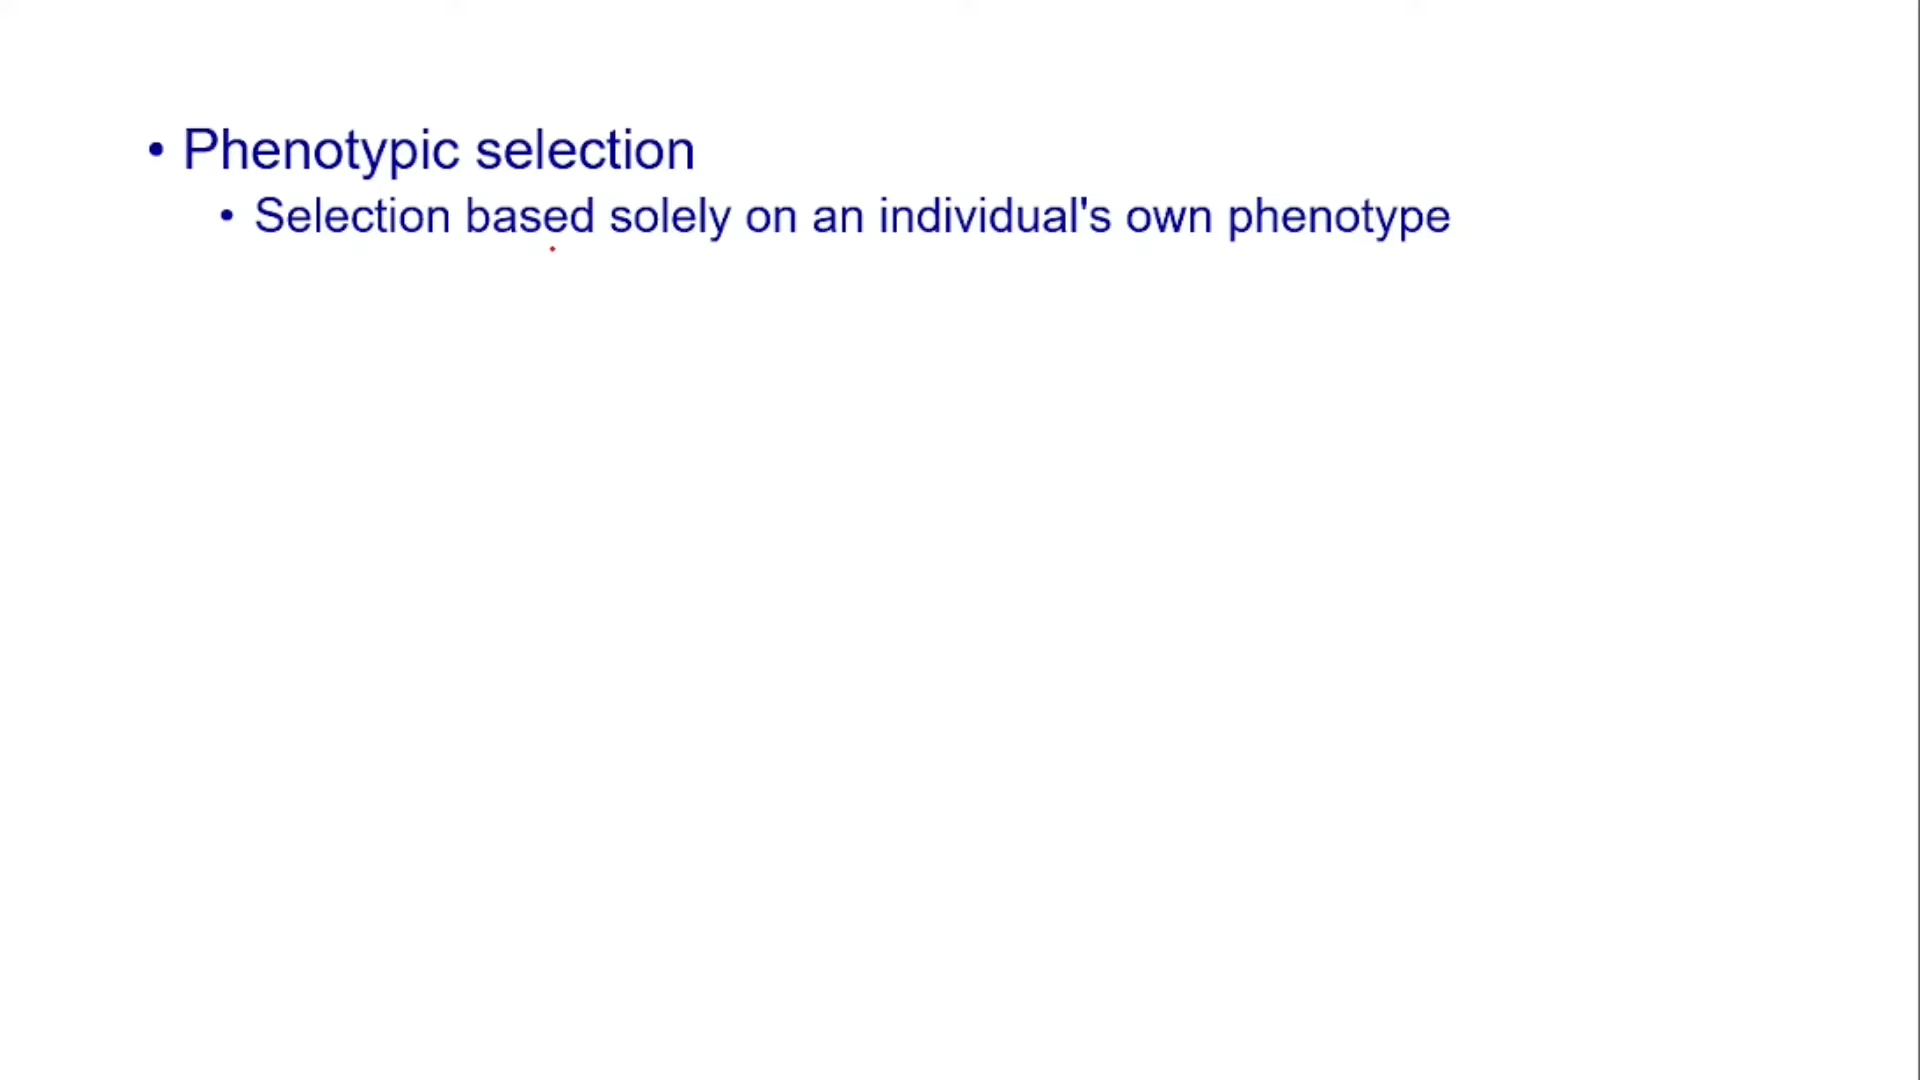 • Phenotypic selection
• Selection based solely on an individual's own phenotype